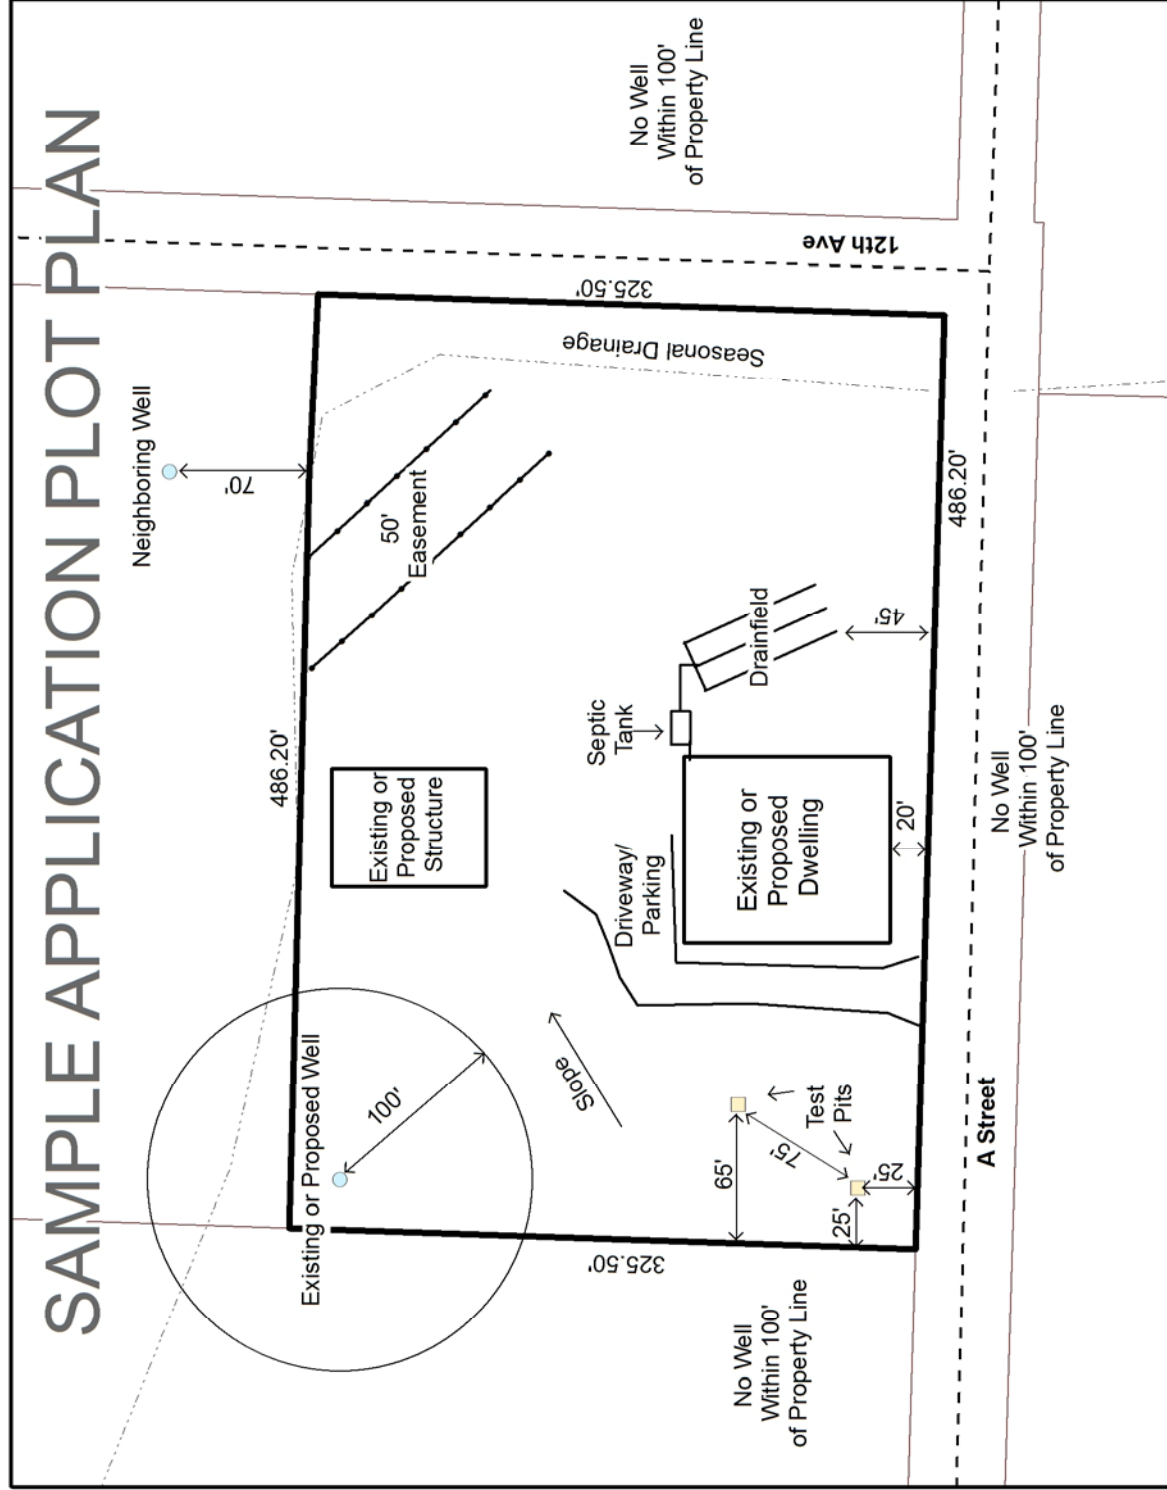 SAMPLE APPLICATION PLOT PLAN
Neighboring Well
70'
No Well
Within 100'
of Property Line
486.20'
325.50'
12th Ave
Seasonal Drainage
50'
Easement
Existing or
Proposed
Structure
Existing or Proposed Well
100'
Slope
Septic
Tank
Drainfield
45'
Driveway/
Parking
Existing or
Proposed
Dwelling
20'
Test
Pits
65'
75'
25'
25'
325.50'
486.20'
No Well
Within 100'
of Property Line
A Street
No Well
Within 100'
of Property Line